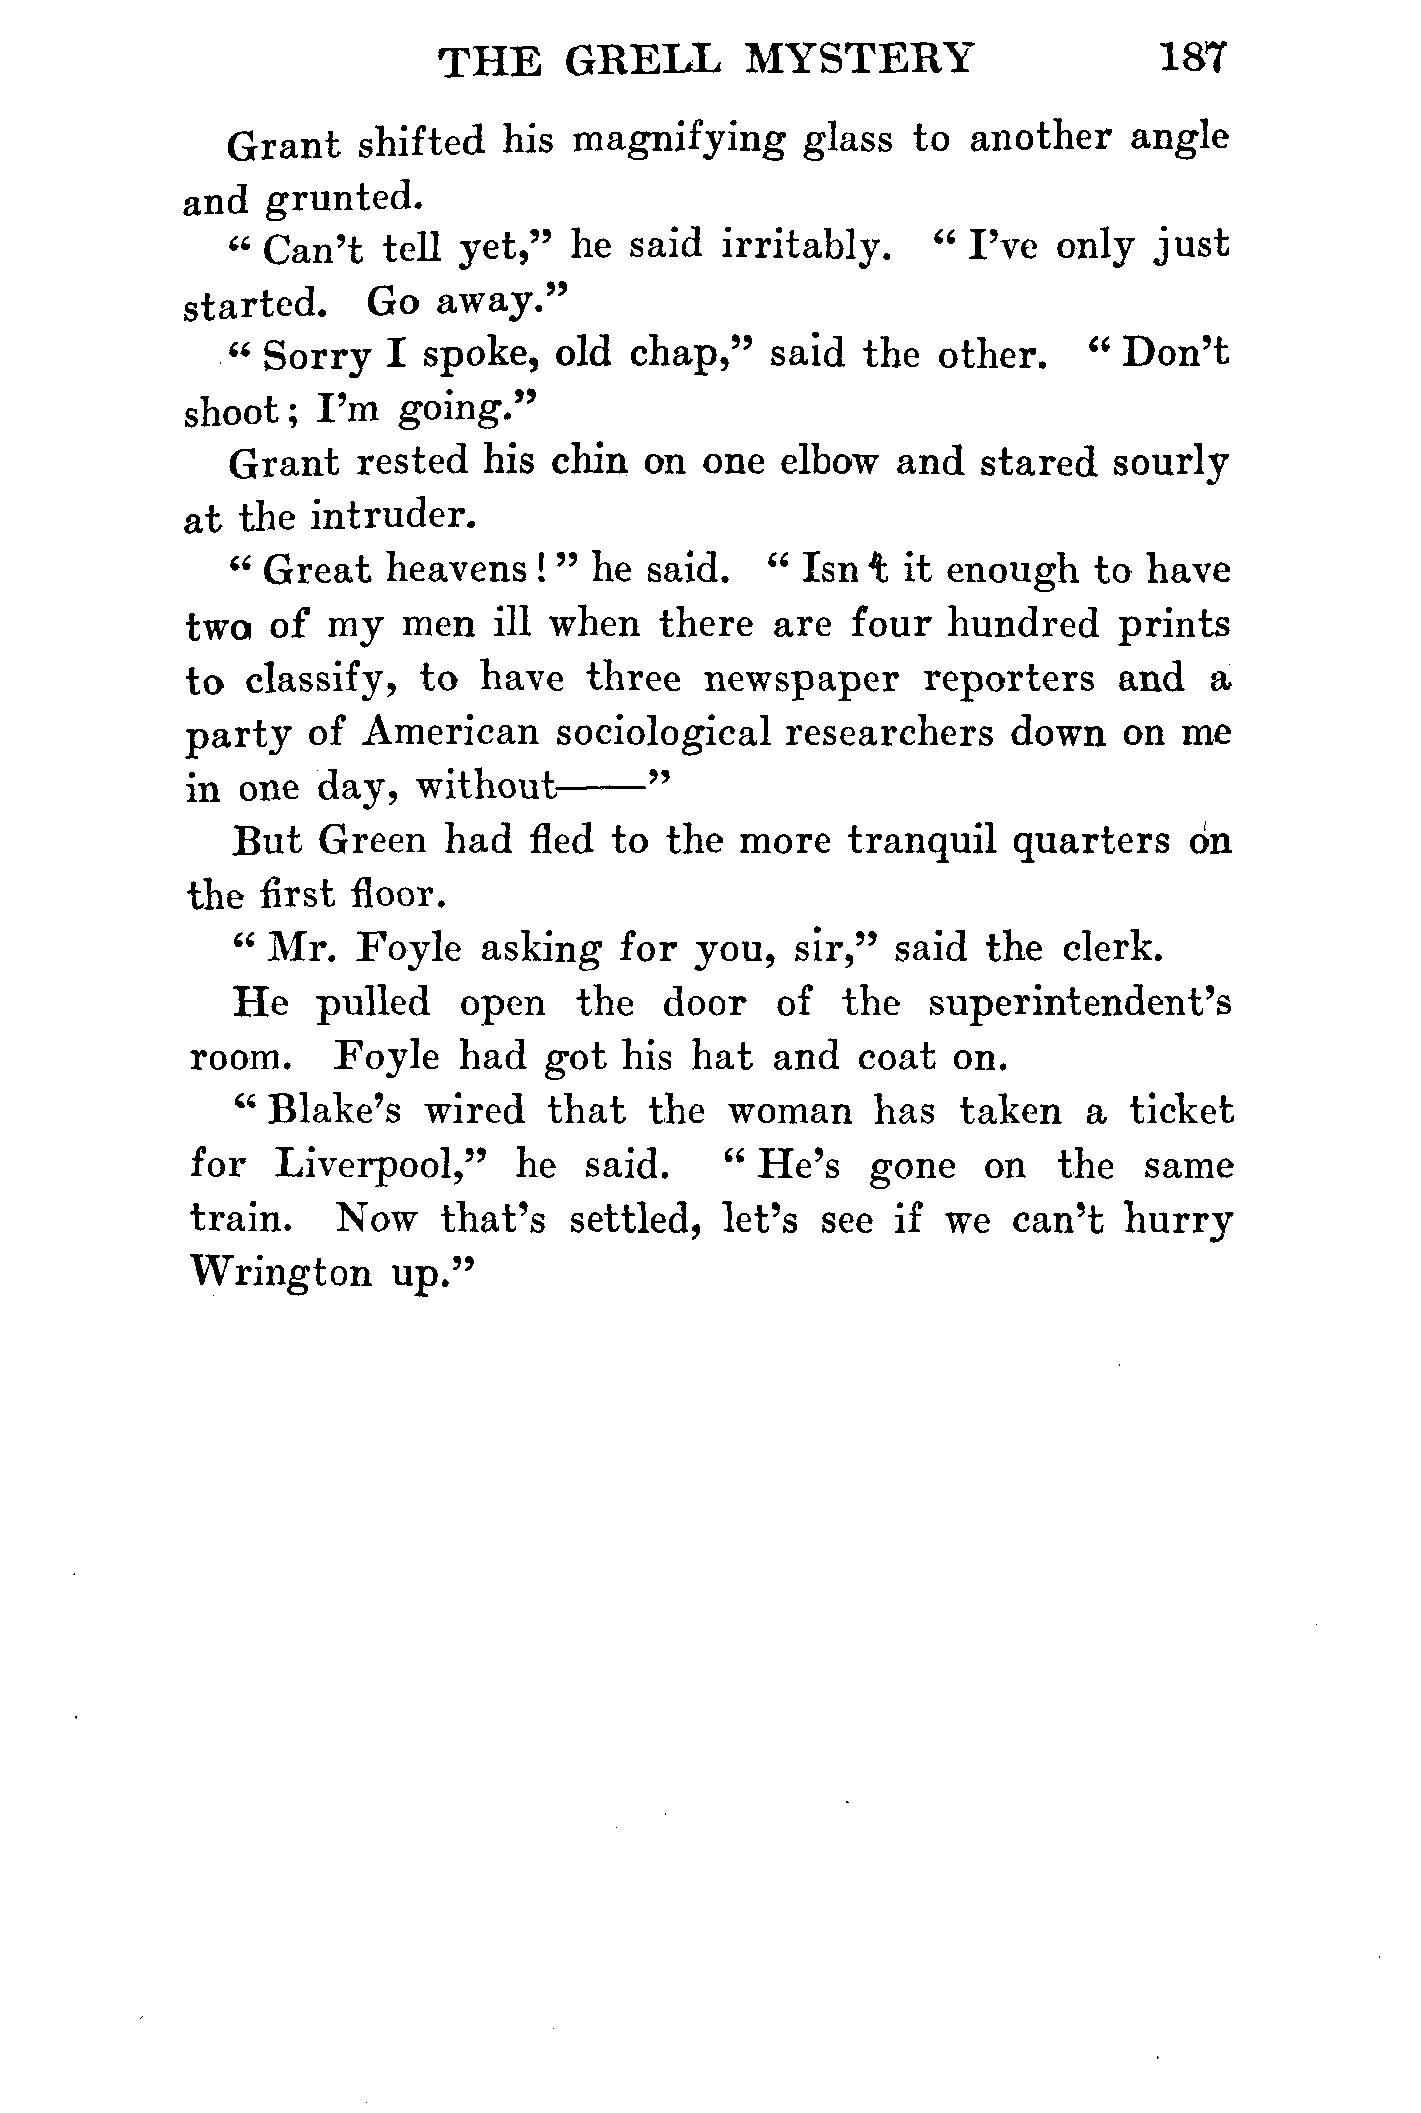 THE GRELL MYSTERY 187
Grant shifted his magnifying glass to another angle
and grunted.
“ Can’t tell yet,” he said irritably. “ I’ve only just
started. Go away.”
“ Sorry I spoke, old chap,” said the other. “ Don’t
shoot ; I’m going.”
Grant rested his chin on one elbow and stared sourly
at the intruder.
“ Great heavens ! ” he said. “ Isn t it enough to have
two of my men ill when there are four hundred prints
to classify, to have three newspaper reporters and a
party of American sociological researchers down on me
in one day, without——”
But Green had fled to the more tranquil quarters on
the first floor.
“ Mr. Foyle asking for you, sir,” said the clerk.
He pulled open the door of the superintendent’s
room. Foyle had got his hat and coat on.
“ Blake’s wired that the woman has taken a ticket
for Liverpool,” he said. “ He’s gone on the same
train. Now that’s settled, let’s see if we can’t hurry
Wrington up.”